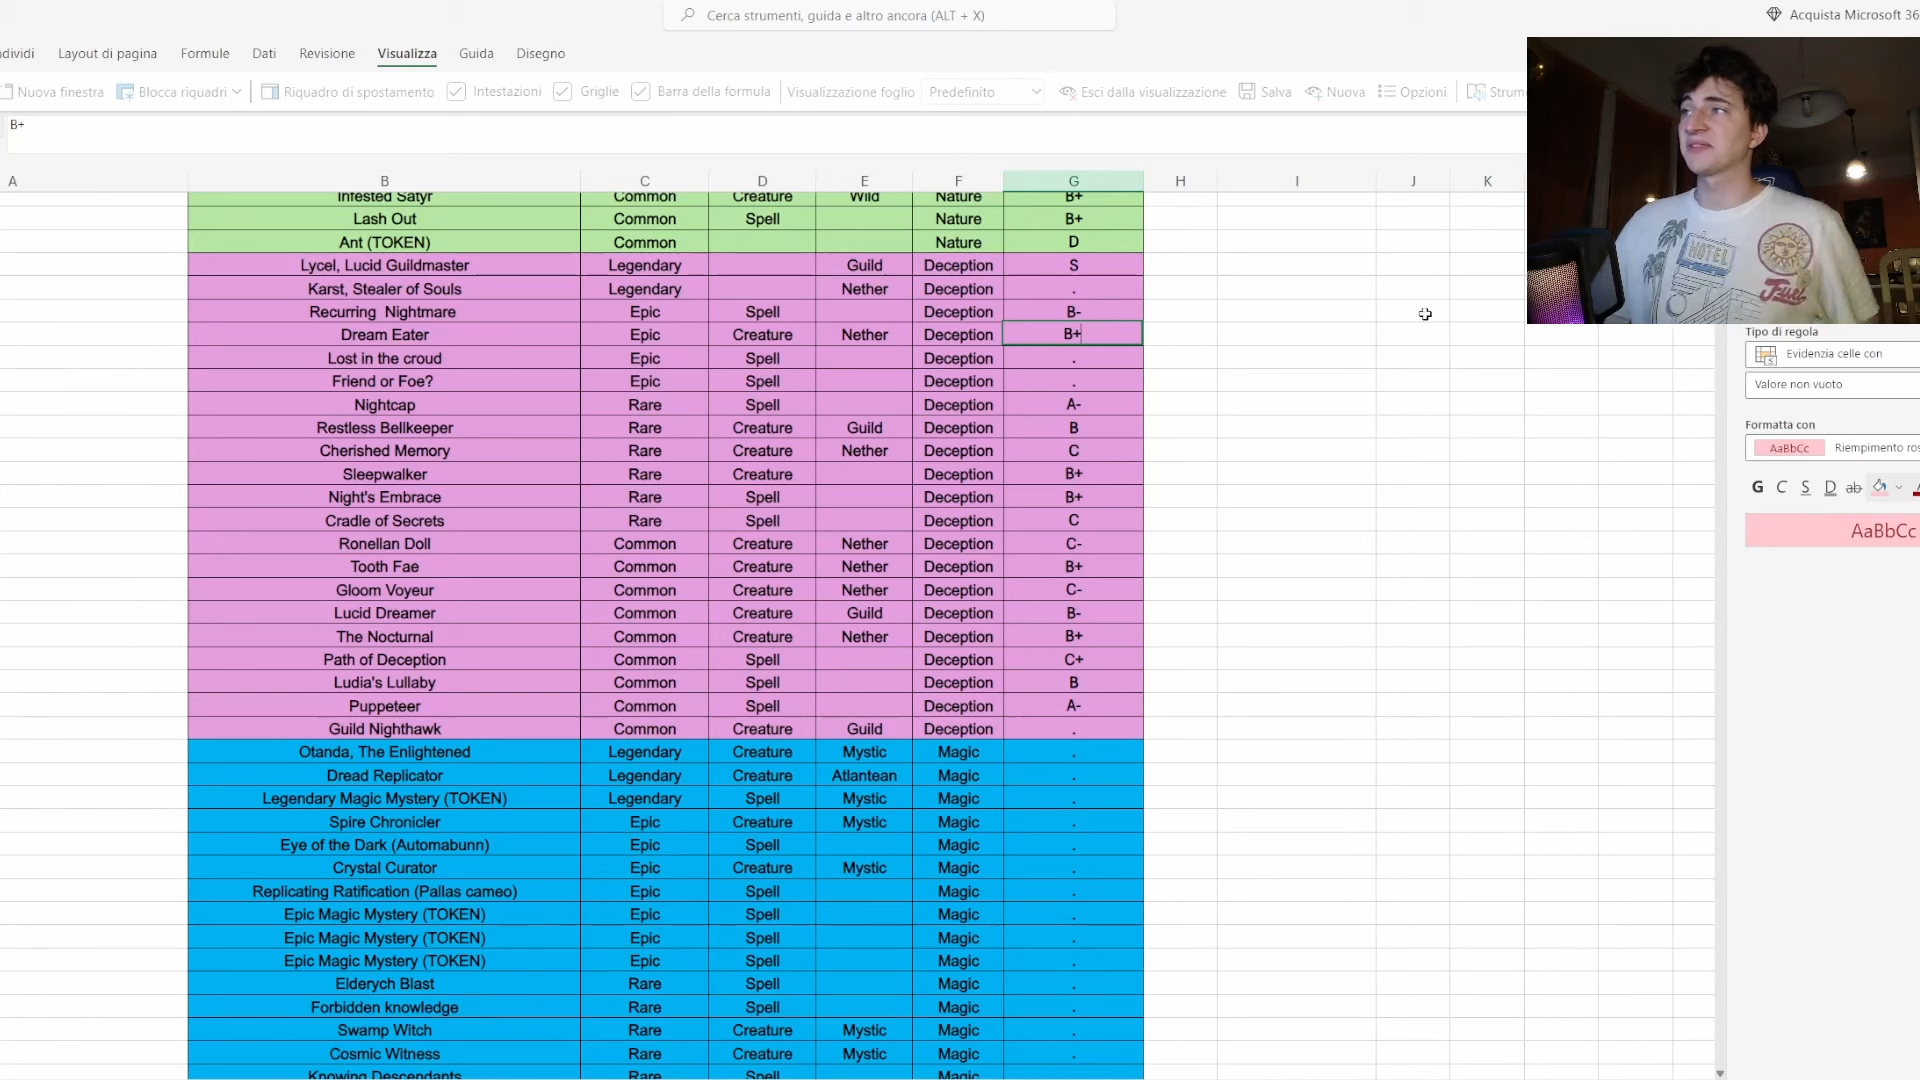 Cerca strumenti, guida e altro ancora (ALT + X)
Acquista Microsoft 36
ndividi Layout di pagina Formule Dati Revisione Visualizza Guida Disegno
Nuova finestra Blocca riquadri Riquadro di spostamento Intestazioni Griglie Barra della formula Visualizzazione foglio Predefinito Esci dalla visualizzazione Salva Nuova Opzioni Strume
B+
A B C D E F G H I J K
Infested Satyr Common Creature Wild Nature B+
Lash Out Common Spell Nature B+
Ant (TOKEN) Common Nature D
Lycel, Lucid Guildmaster Legendary Guild Deception S
Karst, Stealer of Souls Legendary Nether Deception .
Recurring Nightmare Epic Spell Deception B-
Dream Eater Epic Creature Nether Deception B+
Lost in the croud Epic Spell Deception .
Friend or Foe? Epic Spell Deception .
Nightcap Rare Spell Deception A-
Restless Bellkeeper Rare Creature Guild Deception B
Cherished Memory Rare Creature Nether Deception C
Sleepwalker Rare Creature Deception B+
Night's Embrace Rare Spell Deception B+
Cradle of Secrets Rare Spell Deception C
Ronellan Doll Common Creature Nether Deception C-
Tooth Fae Common Creature Nether Deception B+
Gloom Voyeur Common Creature Nether Deception C-
Lucid Dreamer Common Creature Guild Deception B-
The Nocturnal Common Creature Nether Deception B+
Path of Deception Common Spell Deception C+
Ludia's Lullaby Common Spell Deception B
Puppeteer Common Spell Deception A-
Guild Nighthawk Common Creature Guild Deception .
Otanda, The Enlightened Legendary Creature Mystic Magic .
Dread Replicator Legendary Creature Atlantean Magic .
Legendary Magic Mystery (TOKEN) Legendary Spell Mystic Magic .
Spire Chronicler Epic Creature Mystic Magic .
Eye of the Dark (Automabunn) Epic Spell Magic .
Crystal Curator Epic Creature Mystic Magic .
Replicating Ratification (Pallas cameo) Epic Spell Magic .
Epic Magic Mystery (TOKEN) Epic Spell Magic .
Epic Magic Mystery (TOKEN) Epic Spell Magic .
Epic Magic Mystery (TOKEN) Epic Spell Magic .
Elderych Blast Rare Spell Magic .
Forbidden knowledge Rare Spell Magic .
Swamp Witch Rare Creature Mystic Magic .
Cosmic Witness Rare Creature Mystic Magic .
Knowing Descendants Rare Spell Magic
MOTEL
Fuel
Tipo di regola
Evidenzia celle con
Valore non vuoto
Formatta con
AaBbCc Riempimento ros
G C S D ab A
AaBbCc